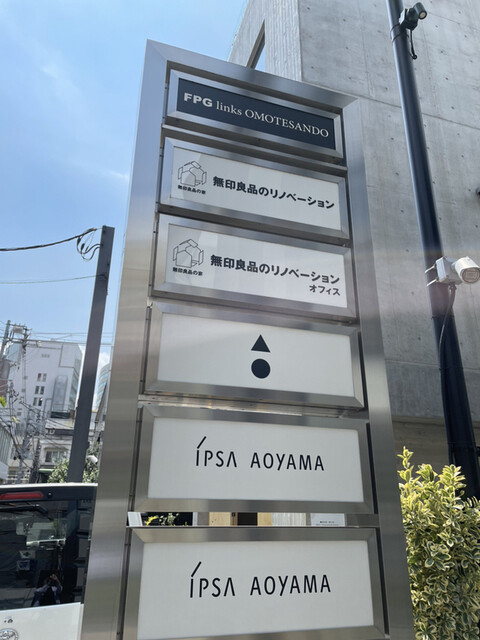 FPG links OMOTESANDO
無印良品の家
無印良品のリノベーション
無印良品の家
無印良品のリノベーション
オフィス
IPSA AOYAMA
IPSA AOYAMA